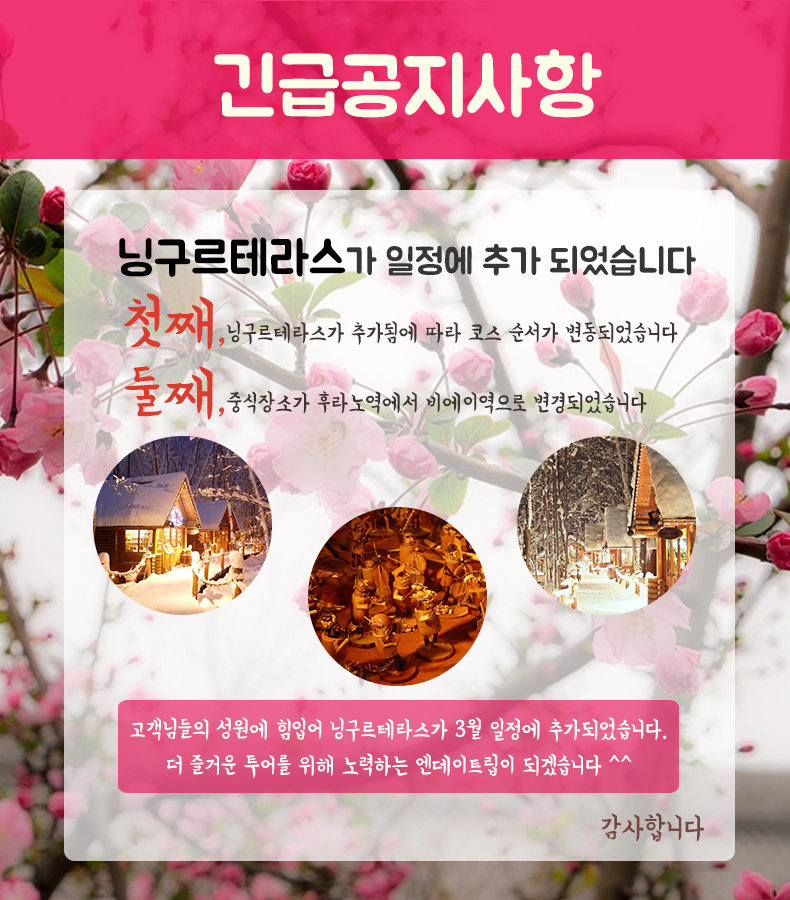 긴급공지사항
닝구르테라스가 일정에 추가 되었습니다
첫째,닝구르테라스가 추가됨에 따라 코스 순서가 변동되었습니다
둘째,중식장소가 후라노역에서 비에이역으로 변경되었습니다
고객님들의 성원에 힘입어 닝구르테라스가 3월 일정에 추가되었습니다.
더 즐거운 투어를 위해 노력하는 엔데이트립이 되겠습니다 ^^
감사합니다